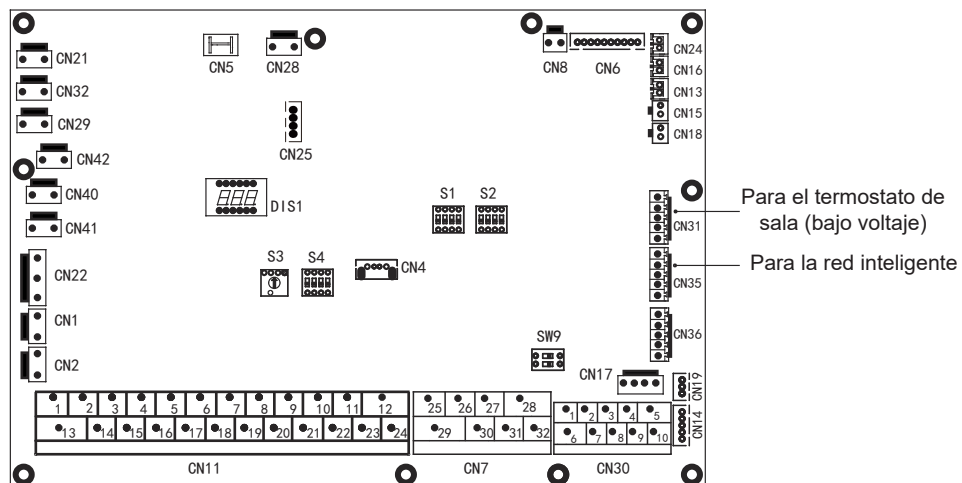 CN21
CN5
CN28
CN8
CN6
CN24
CN16
CN13
CN15
CN18
CN32
CN29
CN42
CN25
CN40
CN41
888
DIS1
S1
S2
CN31
Para el termostato de
sala (bajo voltaje)
CN35
Para la red inteligente
CN22
S3
S4
CN4
CN36
CN1
CN2
SW9
CN17
CN19
CN14
1 2 3 4 5 6 7 8 9 10 11 12
13 14 15 16 17 18 19 20 21 22 23 24
25 26 27 28
29 30 31 32
1 2 3 4 5
6 7 8 9 10
CN11
CN7
CN30